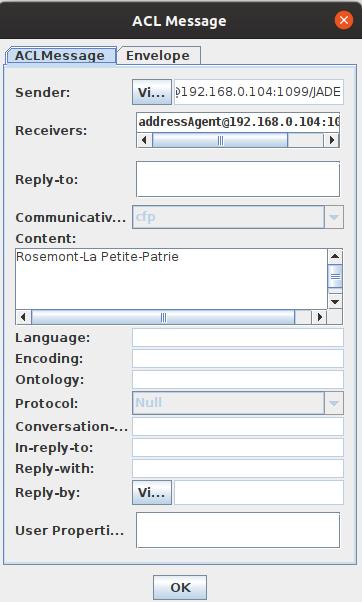 ACL Message
ACLMessage Envelope
Sender: Vi... @192.168.0.104:1099/JADE
Receivers: addressAgent@192.168.0.104:10
Reply-to:
Communicativ... cfp
Content:
Rosemont-La Petite-Patrie
Language:
Encoding:
Ontology:
Protocol: Null
Conversation-...
In-reply-to:
Reply-with:
Reply-by: Vi...
User Properti...
OK